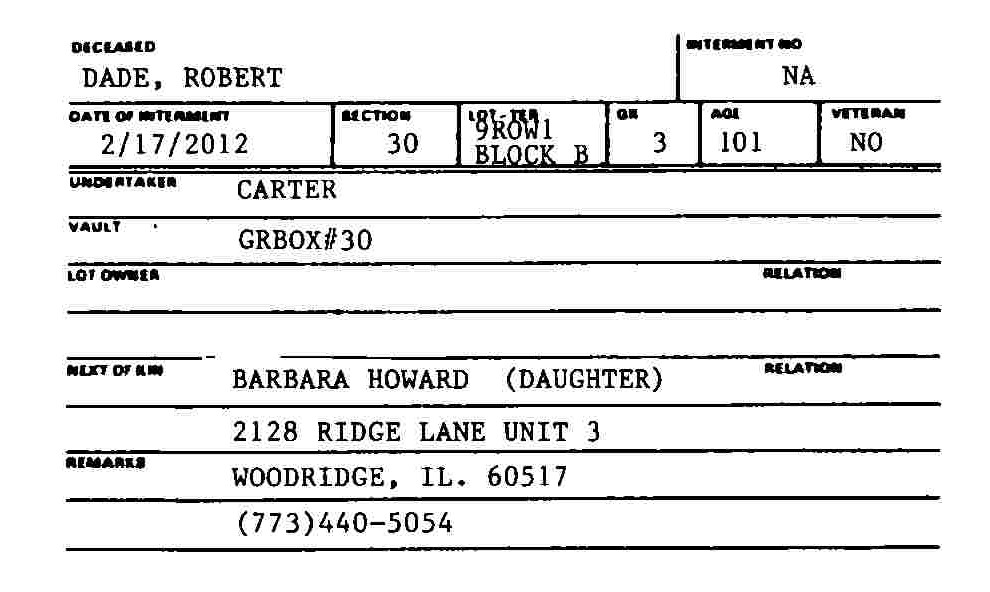 DECEASED INTERMENT NO
DADE, ROBERT NA
DATE OF INTERMENT SECTION LOT-TER GR AGE VETERAN
2/17/2012 30 9ROW1 BLOCK B 3 101 NO
UNDERTAKER CARTER
VAULT GRBOX#30
LOT OWNER RELATION
NEXT OF KIN BARBARA HOWARD (DAUGHTER) RELATION
2128 RIDGE LANE UNIT 3
REMARKS WOODRIDGE, IL. 60517
(773)440-5054